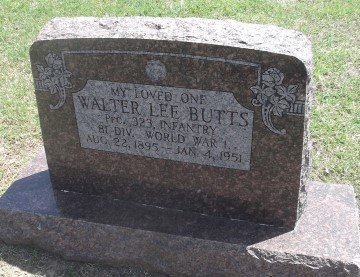 MY LOVED ONE
WALTER LEE BUTTS
PFC. 323, INFANTRY
81 DIV. WORLD WAR I.
AUG. 22, 1895 - JAN. 4, 1951